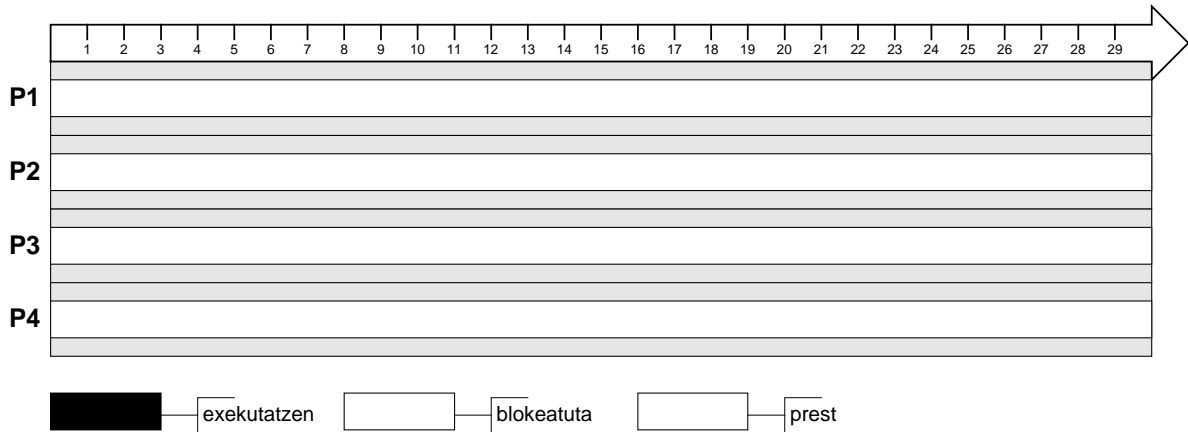 1 2 3 4 5 6 7 8 9 10 11 12 13 14 15 16 17 18 19 20 21 22 23 24 25 26 27 28 29
P1
P2
P3
P4
exekutatzen blokeatuta prest